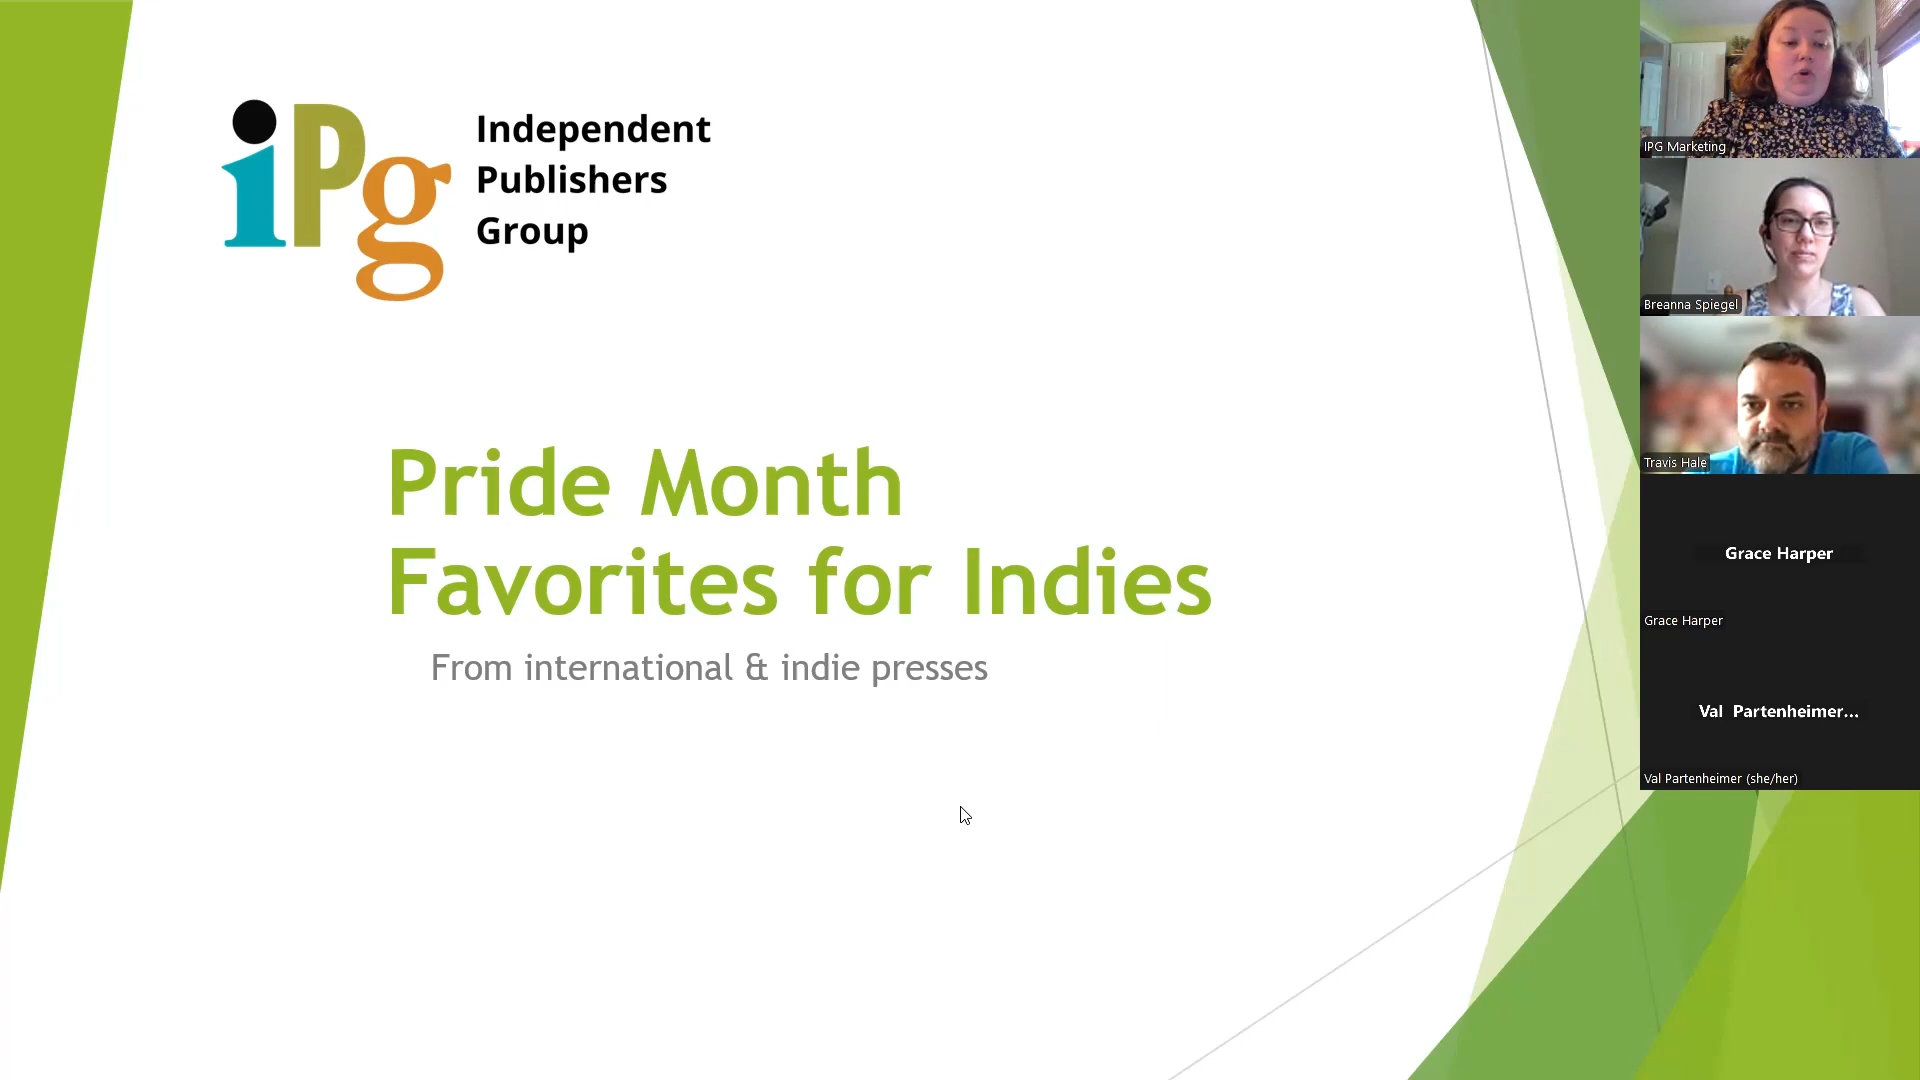 iPg
Independent
Publishers
Group
Pride Month
Favorites for Indies
From international & indie presses
IPG Marketing
Breanna Spiegel
Travis Hale
Grace Harper
Grace Harper
Val Partenheimer...
Val Partenheimer (she/her)